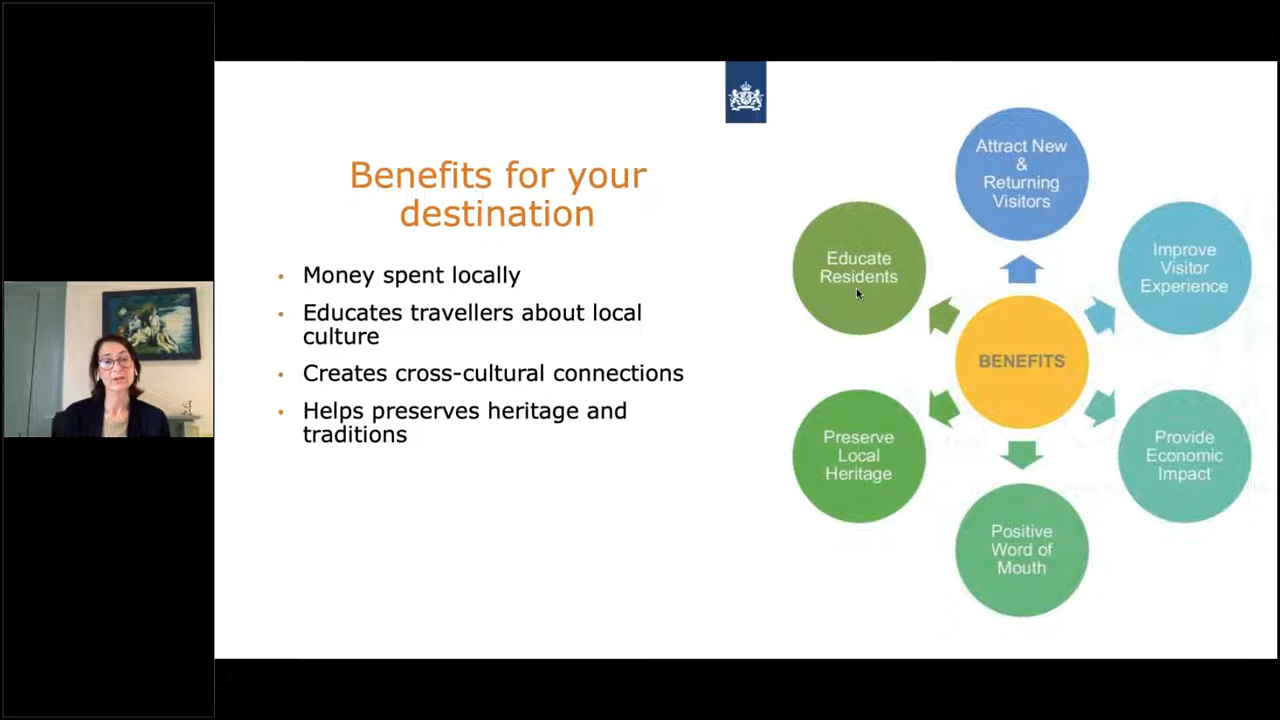 Benefits for your
destination
• Money spent locally
• Educates travellers about local
culture
• Creates cross-cultural connections
• Helps preserves heritage and
traditions
Attract New
&
Returning
Visitors
Improve
Visitor
Experience
Provide
Economic
Impact
Positive
Word of
Mouth
Preserve
Local
Heritage
Educate
Residents
BENEFITS